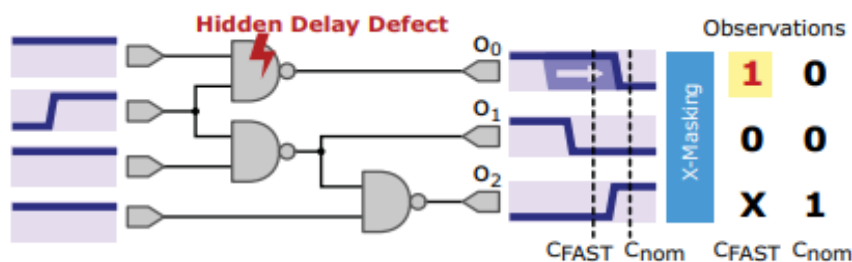 Hidden Delay Defect
Observations
O0
1 0
O1
X-Masking
0 0
O2
X 1
CFAST Cnom CFAST Cnom